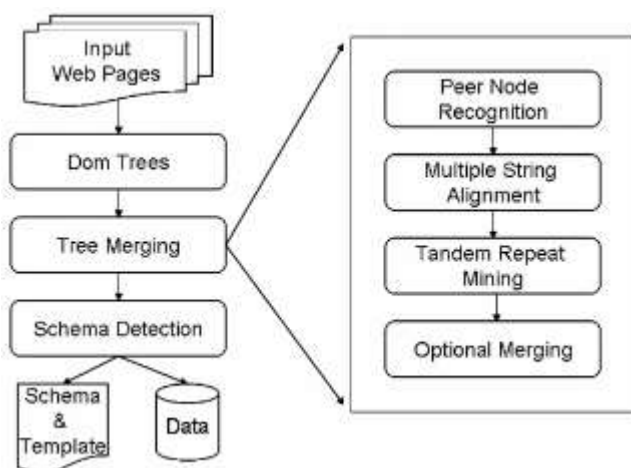 Input
Web Pages
Dom Trees
Tree Merging
Schema Detection
Schema
&
Template
Data
Peer Node
Recognition
Multiple String
Alignment
Tandem Repeat
Mining
Optional Merging